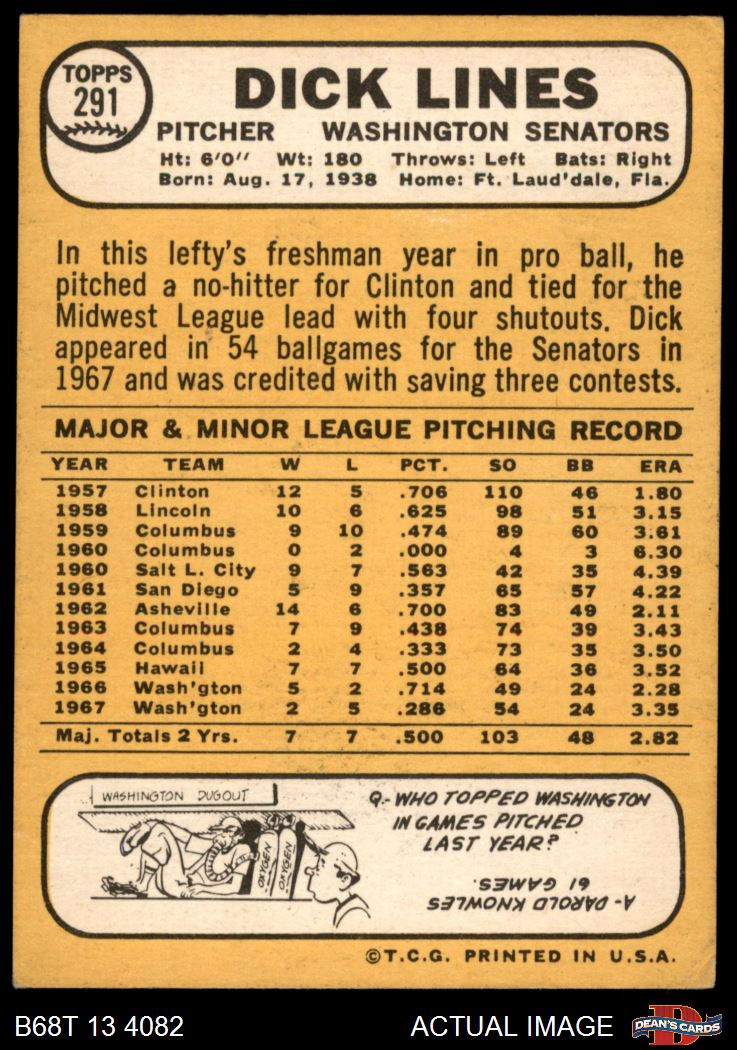 TOPPS
291
DICK LINES
PITCHER WASHINGTON SENATORS
Ht: 6'0" Wt: 180 Throws: Left Bats: Right
Born: Aug. 17, 1938 Home: Ft. Laud'dale, Fla.
In this lefty's freshman year in pro ball, he
pitched a no-hitter for Clinton and tied for the
Midwest League lead with four shutouts. Dick
appeared in 54 ballgames for the Senators in
1967 and was credited with saving three contests.
MAJOR & MINOR LEAGUE PITCHING RECORD
YEAR TEAM W L PCT. SO BB ERA
1957 Clinton 12 5 .706 110 46 1.80
1958 Lincoln 10 6 .625 98 51 3.15
1959 Columbus 9 10 .474 89 60 3.61
1960 Columbus 0 2 .000 4 3 6.30
1960 Salt L. City 9 7 .563 42 35 4.39
1961 San Diego 5 9 .357 65 57 4.22
1962 Asheville 14 6 .700 83 49 2.11
1963 Columbus 7 9 .438 74 39 3.43
1964 Columbus 2 4 .333 73 35 3.50
1965 Hawaii 7 7 .500 64 36 3.52
1966 Wash'gton 5 2 .714 49 24 2.28
1967 Wash'gton 2 5 .286 54 24 3.35
Maj. Totals 2 Yrs. 7 7 .500 103 48 2.82
WASHINGTON DUGOUT
OXYGEN
OXYGEN
Q.- WHO TOPPED WASHINGTON
IN GAMES PITCHED
LAST YEAR?
A- DAROLD KNOWLES
61 GAMES.
©T.C.G. PRINTED IN U.S.A.
B68T 13 4082
ACTUAL IMAGE
DEAN'S CARDS